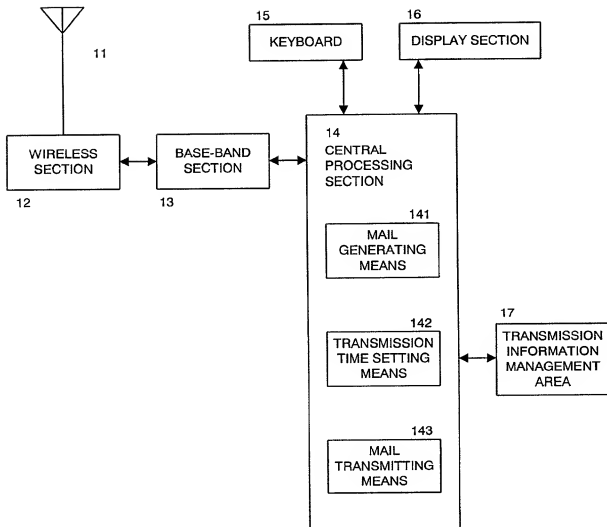 11
15
KEYBOARD
16
DISPLAY SECTION
WIRELESS
SECTION
12
BASE-BAND
SECTION
13
14
CENTRAL
PROCESSING
SECTION
141
MAIL
GENERATING
MEANS
142
TRANSMISSION
TIME SETTING
MEANS
143
MAIL
TRANSMITTING
MEANS
17
TRANSMISSION
INFORMATION
MANAGEMENT
AREA